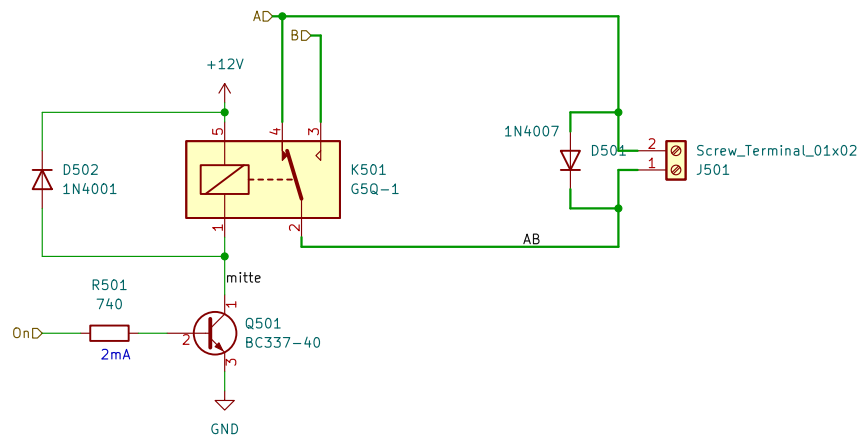 A
B
+12V
5
4
3
1N4007
D501
2
1
Screw_Terminal_01x02
J501
D502
1N4001
K501
G5Q-1
1
2
AB
mitte
R501
740
2mA
On
1
2
3
Q501
BC337-40
GND